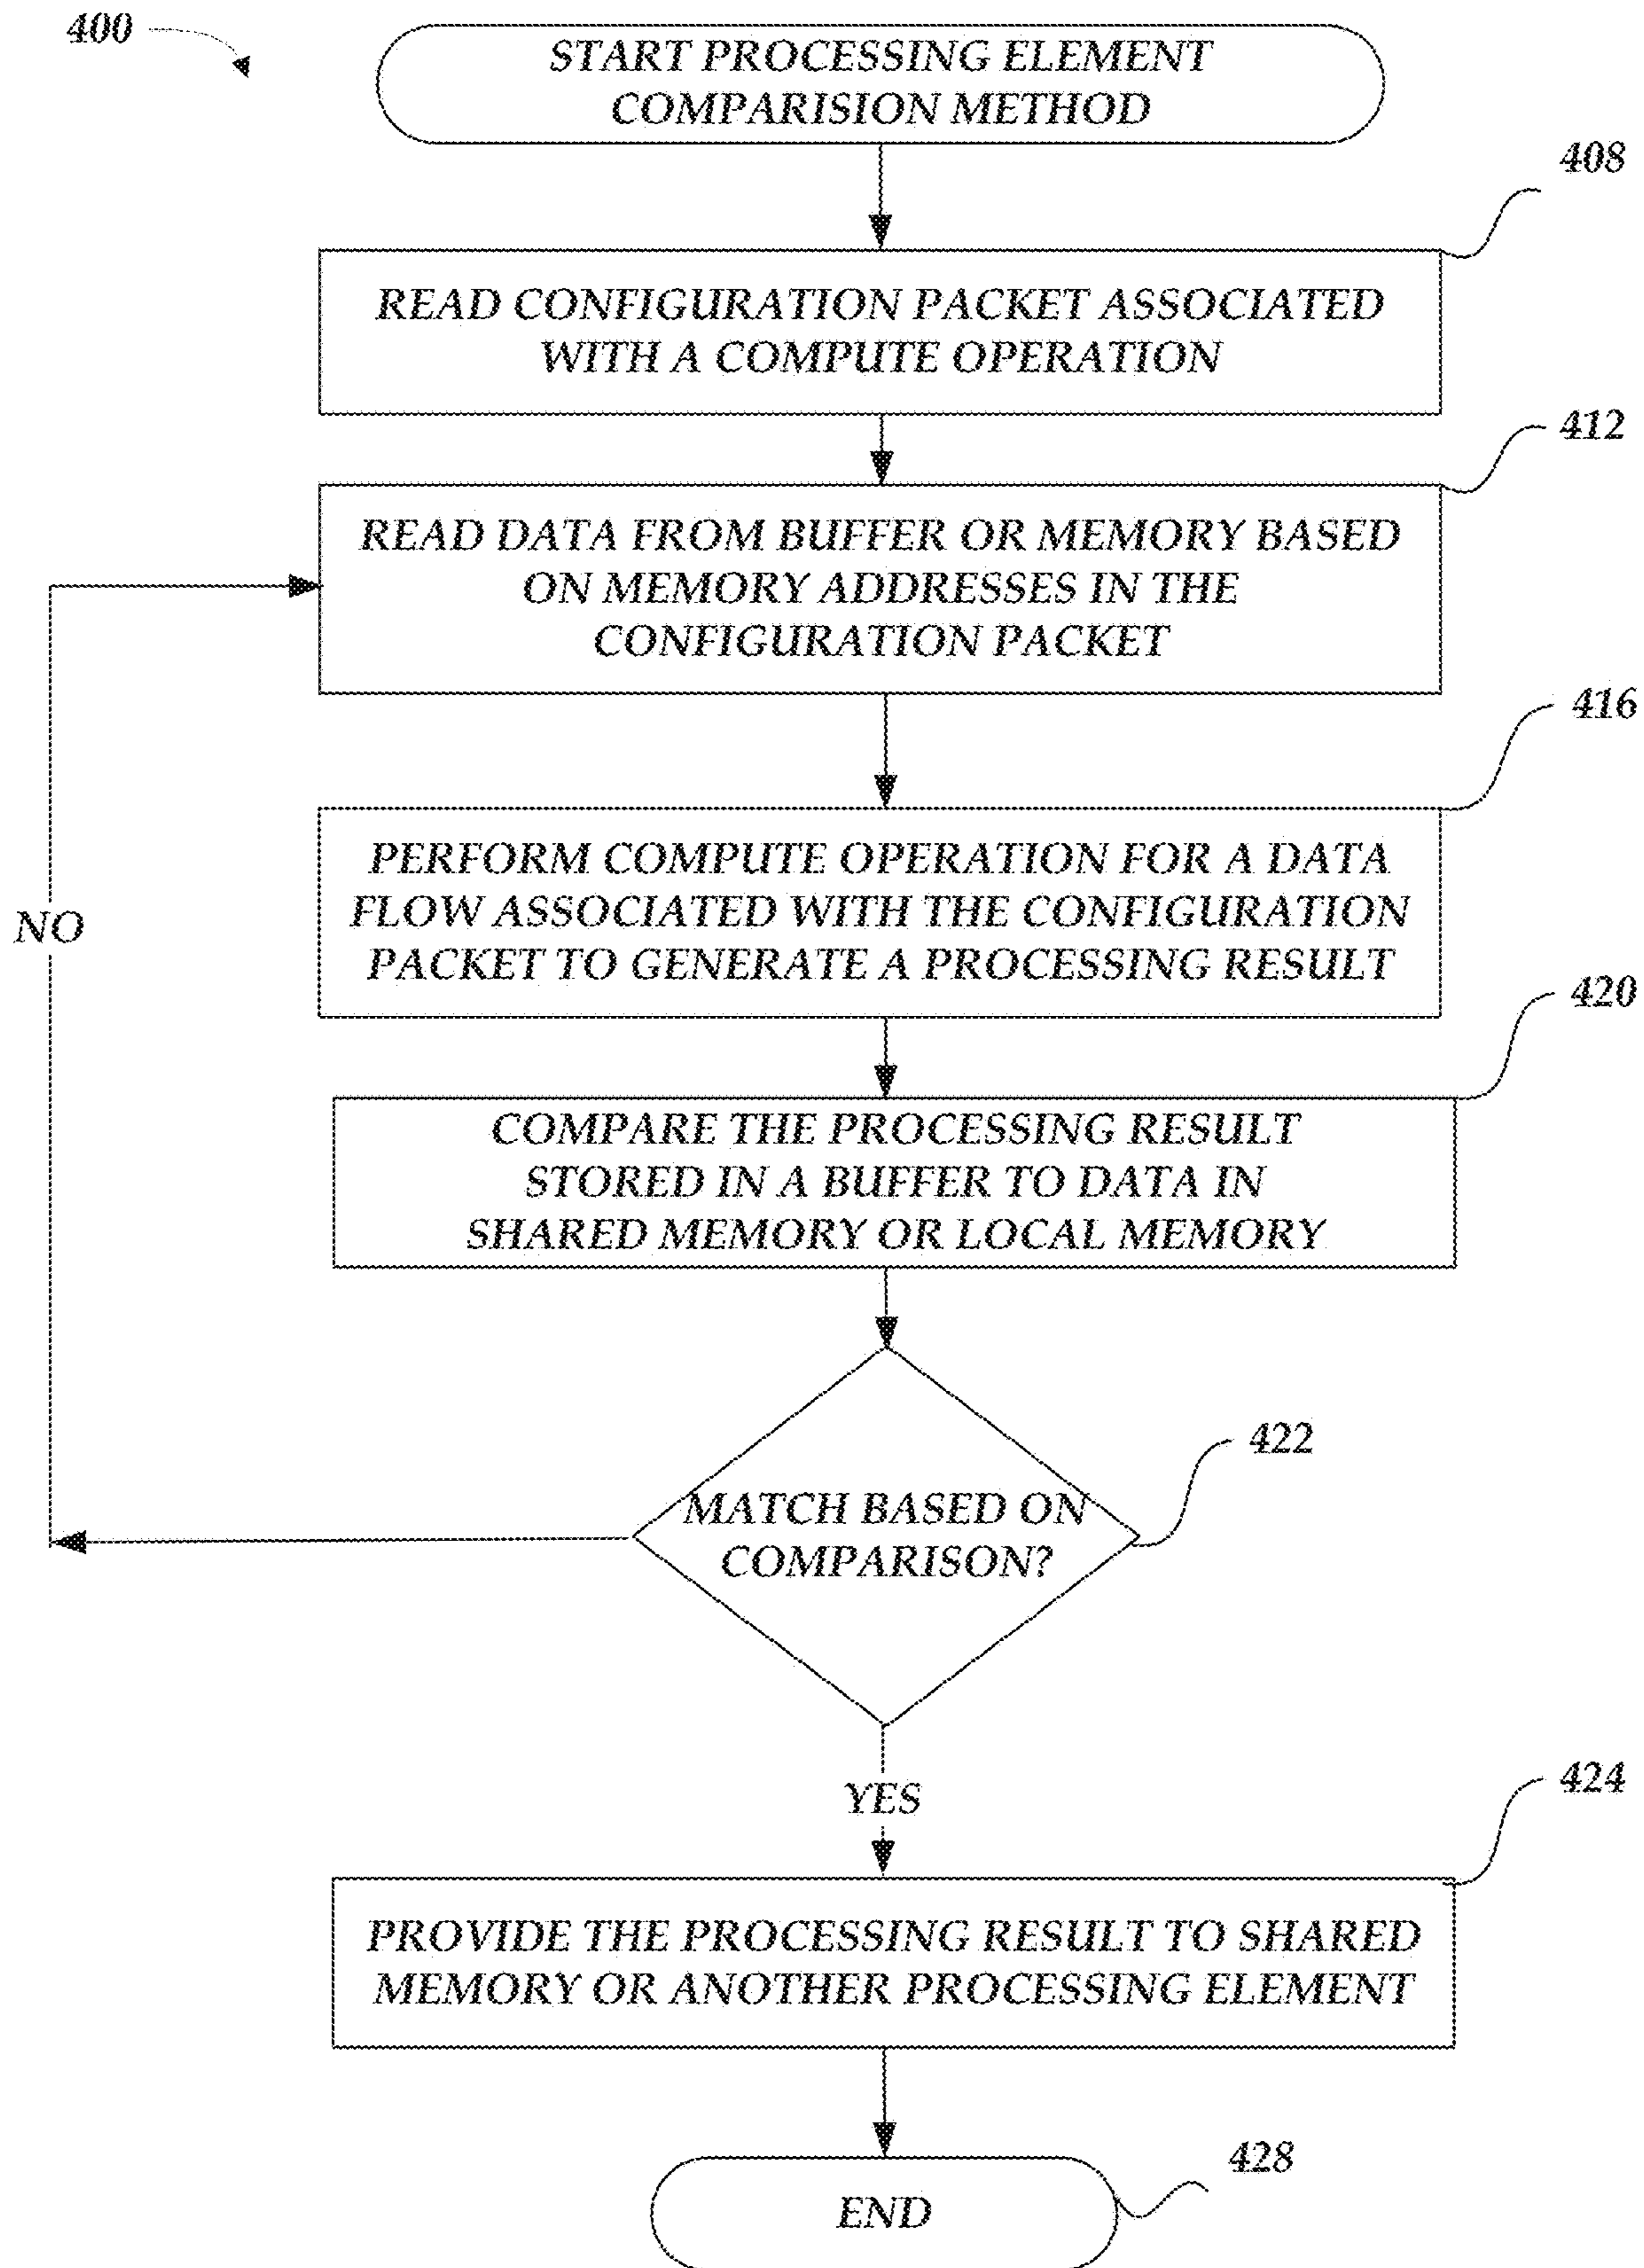 400
START PROCESSING ELEMENT
COMPARISION METHOD
408
READ CONFIGURATION PACKET ASSOCIATED
WITH A COMPUTE OPERATION
412
READ DATA FROM BUFFER OR MEMORY BASED
ON MEMORY ADDRESSES IN THE
CONFIGURATION PACKET
416
PERFORM COMPUTE OPERATION FOR A DATA
FLOW ASSOCIATED WITH THE CONFIGURATION
PACKET TO GENERATE A PROCESSING RESULT
NO
420
COMPARE THE PROCESSING RESULT
STORED IN A BUFFER TO DATA IN
SHARED MEMORY OR LOCAL MEMORY
422
MATCH BASED ON
COMPARISON?
YES
424
PROVIDE THE PROCESSING RESULT TO SHARED
MEMORY OR ANOTHER PROCESSING ELEMENT
428
END